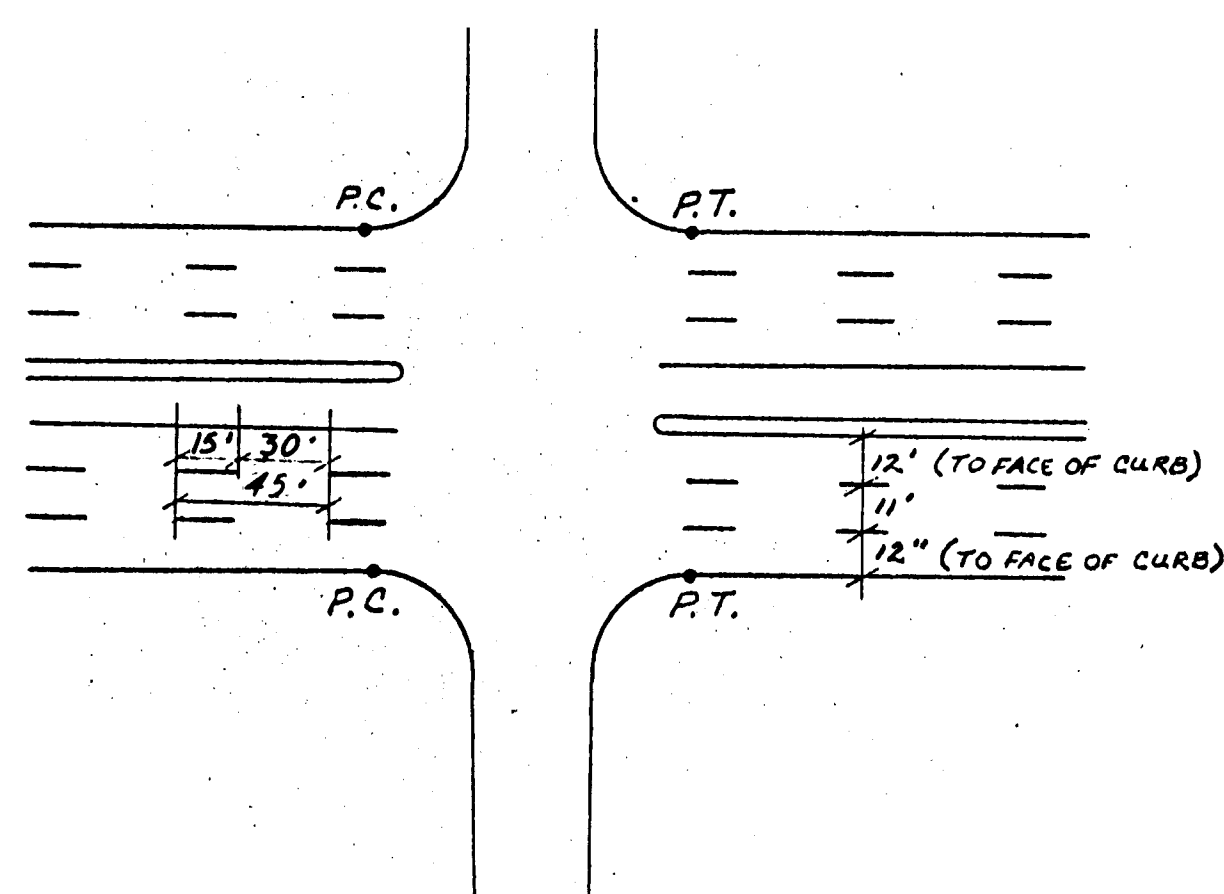 P.C.
P.T.
15' 30'
45'
12' (TO FACE OF CURB)
11'
12" (TO FACE OF CURB)
P.C.
P.T.